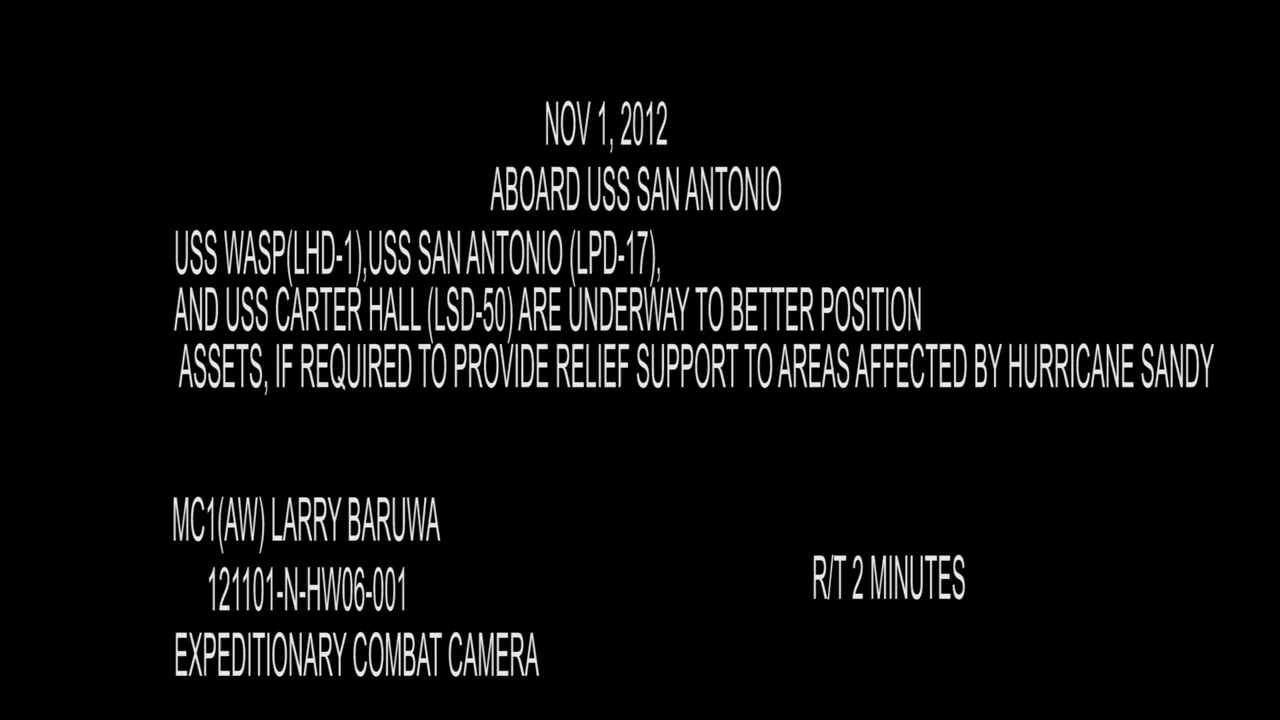 NOV 1, 2012
ABOARD USS SAN ANTONIO
USS WASP(LHD-1),USS SAN ANTONIO (LPD-17),
AND USS CARTER HALL (LSD-50) ARE UNDERWAY TO BETTER POSITION
ASSETS, IF REQUIRED TO PROVIDE RELIEF SUPPORT TO AREAS AFFECTED BY HURRICANE SANDY
MC1(AW) LARRY BARUWA
121101-N-HW06-001
R/T 2 MINUTES
EXPEDITIONARY COMBAT CAMERA